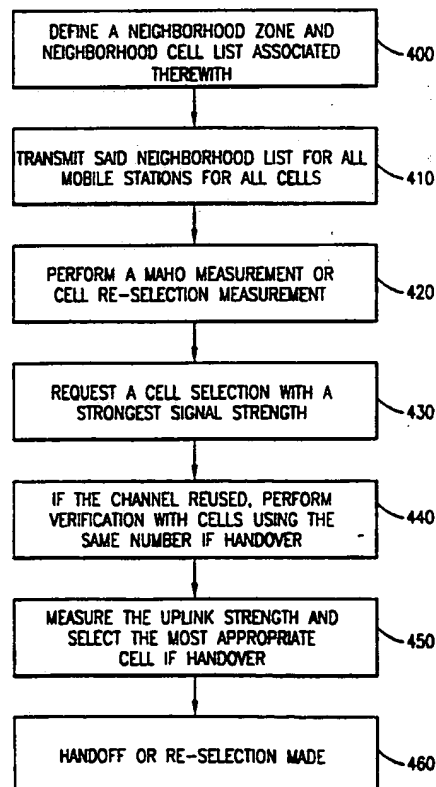 DEFINE A NEIGHBORHOOD ZONE AND
NEIGHBORHOOD CELL LIST ASSOCIATED
THEREWITH
400
TRANSMIT SAID NEIGHBORHOOD LIST FOR ALL
MOBILE STATIONS FOR ALL CELLS
410
PERFORM A MAHO MEASUREMENT OR
CELL RE-SELECTION MEASUREMENT
420
REQUEST A CELL SELECTION WITH A
STRONGEST SIGNAL STRENGTH
430
IF THE CHANNEL REUSED, PERFORM
VERIFICATION WITH CELLS USING THE
SAME NUMBER IF HANDOVER
440
MEASURE THE UPLINK STRENGTH AND
SELECT THE MOST APPROPRIATE
CELL IF HANDOVER
450
HANDOFF OR RE-SELECTION MADE
460